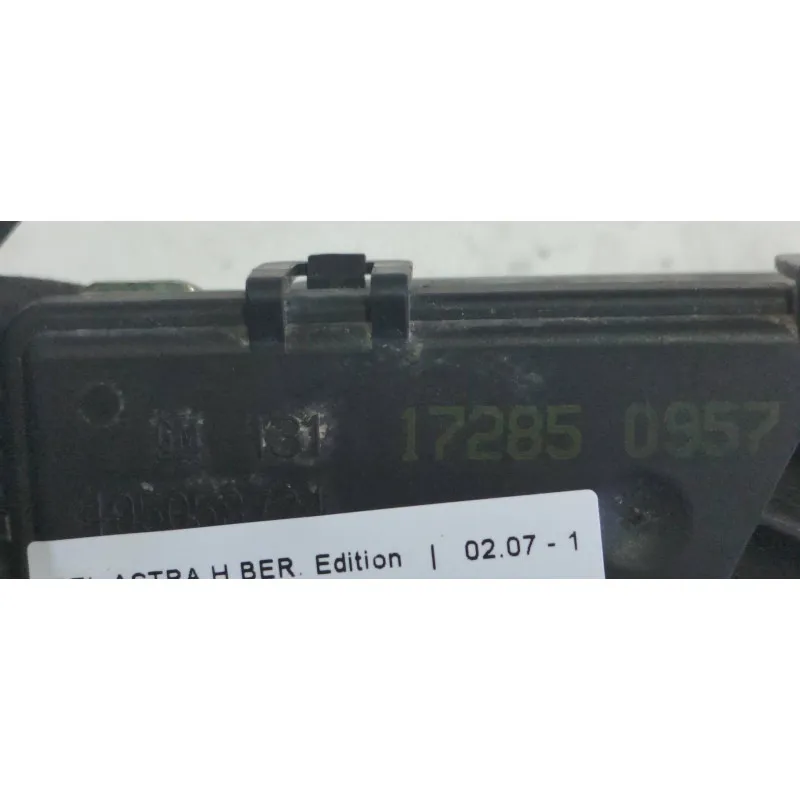 GM 131 17285 0957
ASTRA H BER. Edition | 02.07 - 1